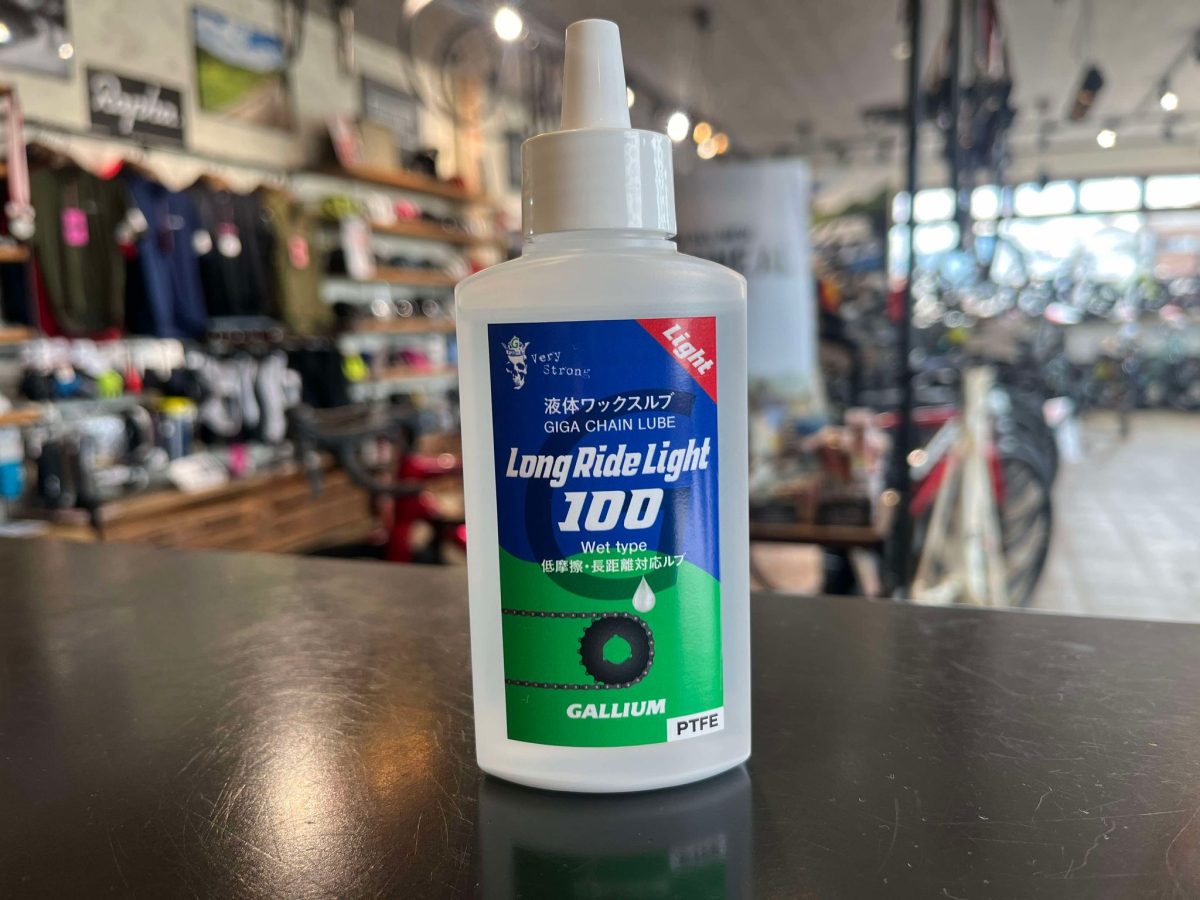 Rapha
Light
Very
Strong
液体ワックスルブ
GIGA CHAIN LUBE
Long Ride Light
100
Wet type
低摩擦・長距離対応ルブ
GALLIUM
PTFE